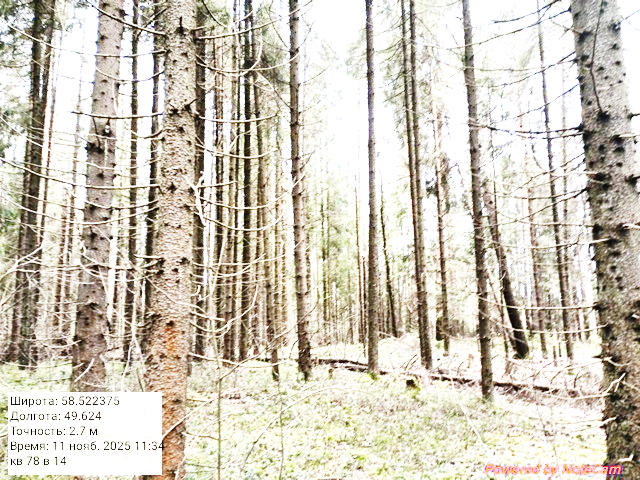 Широта: 58.522375
Долгота: 49.624
Точность: 2.7 м
Время: 11 нояб. 2025 11:34
кв 78 в 14
Powered by NoteCam